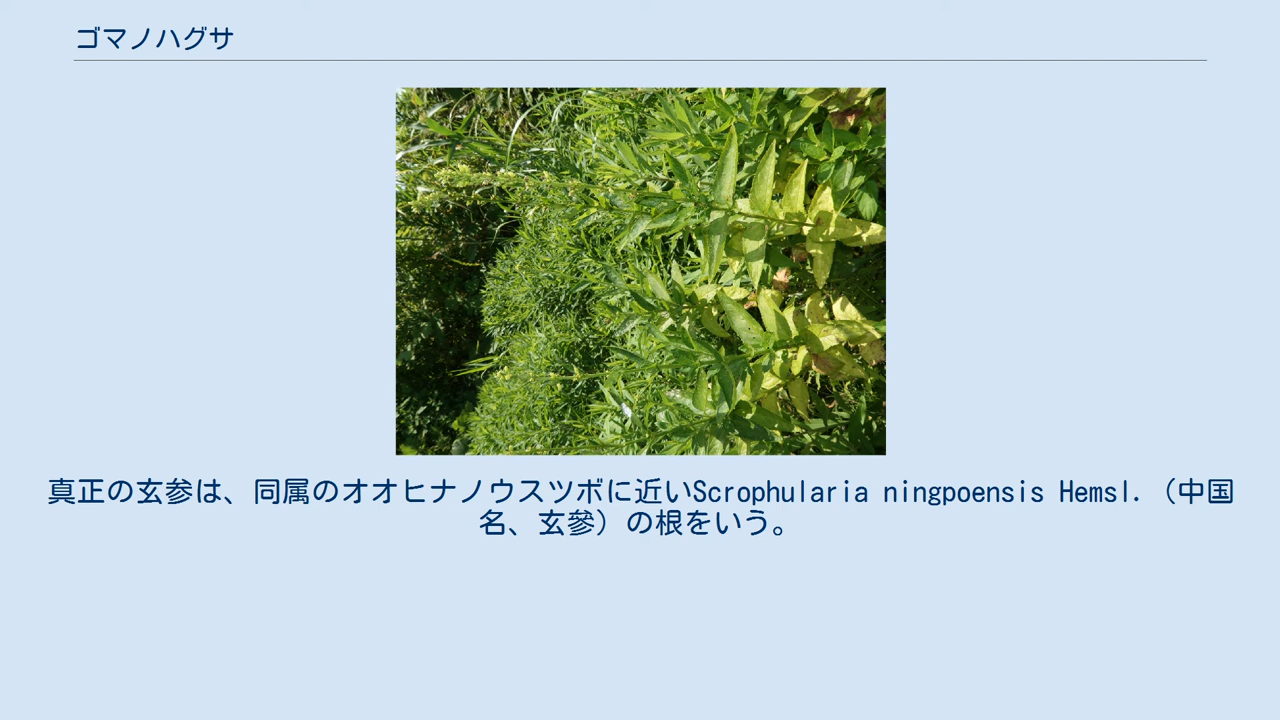 ゴマノハグサ
真正の玄参は、同属のオオヒナノウスツボに近いScrophularia ningpoensis Hemsl.（中国
名、玄參）の根をいう。